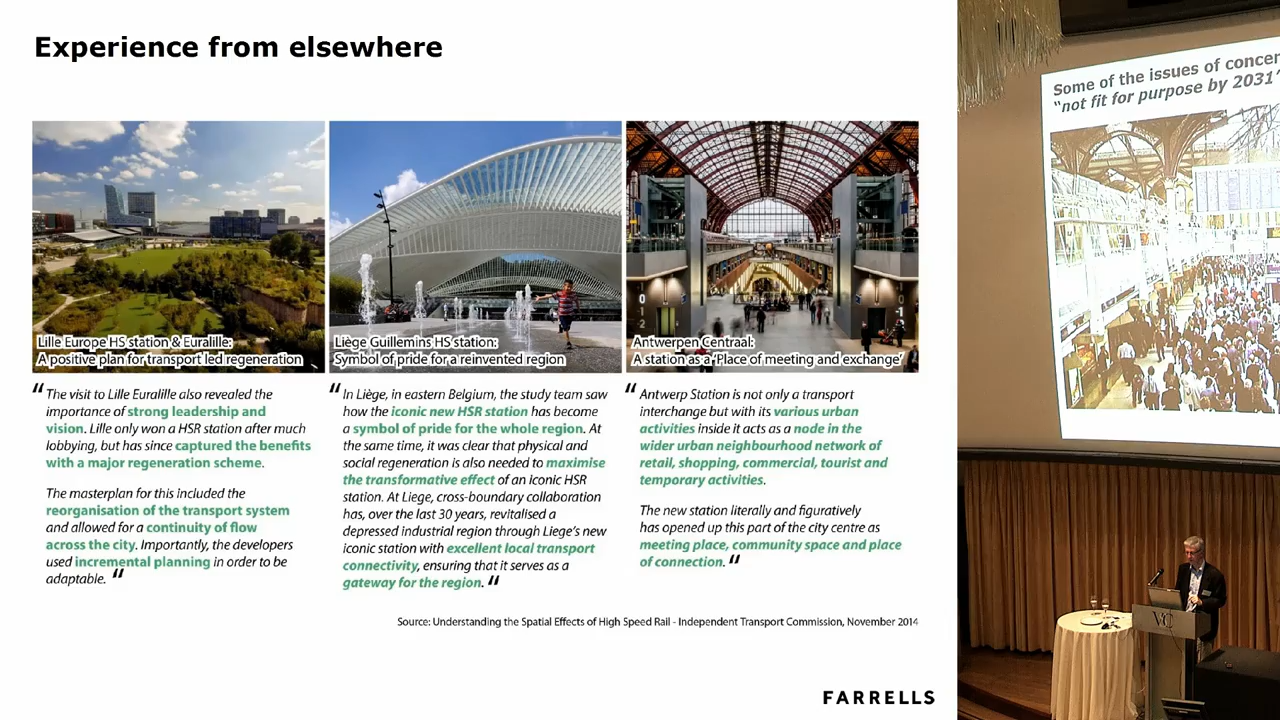 Experience from elsewhere
Lille Europe HS station & Euralille:
A positive plan for transport led regeneration
Liège Guillemins HS station:
Symbol of pride for a reinvented region
Antwerpen Centraal:
A station as a 'Place of meeting and exchange'
“ The visit to Lille Euralille also revealed the
importance of strong leadership and
vision. Lille only won a HSR station after much
lobbying, but has since captured the benefits
with a major regeneration scheme.
The masterplan for this included the
reorganisation of the transport system
and allowed for a continuity of flow
across the city. Importantly, the developers
used incremental planning in order to be
adaptable. “
“ In Liège, in eastern Belgium, the study team saw
how the iconic new HSR station has become
a symbol of pride for the whole region. At
the same time, it was clear that physical and
social regeneration is also needed to maximise
the transformative effect of an iconic HSR
station. At Liege, cross-boundary collaboration
has, over the last 30 years, revitalised a
depressed industrial region through Liege's new
iconic station with excellent local transport
connectivity, ensuring that it serves as a
gateway for the region. “
“ Antwerp Station is not only a transport
interchange but with its various urban
activities inside it acts as a node in the
wider urban neighbourhood network of
retail, shopping, commercial, tourist and
temporary activities.
The new station literally and figuratively
has opened up this part of the city centre as
meeting place, community space and place
of connection. “
Source: Understanding the Spatial Effects of High Speed Rail - Independent Transport Commission, November 2014
FARRELLS
Some of the issues of concer
“not fit for purpose by 2031”